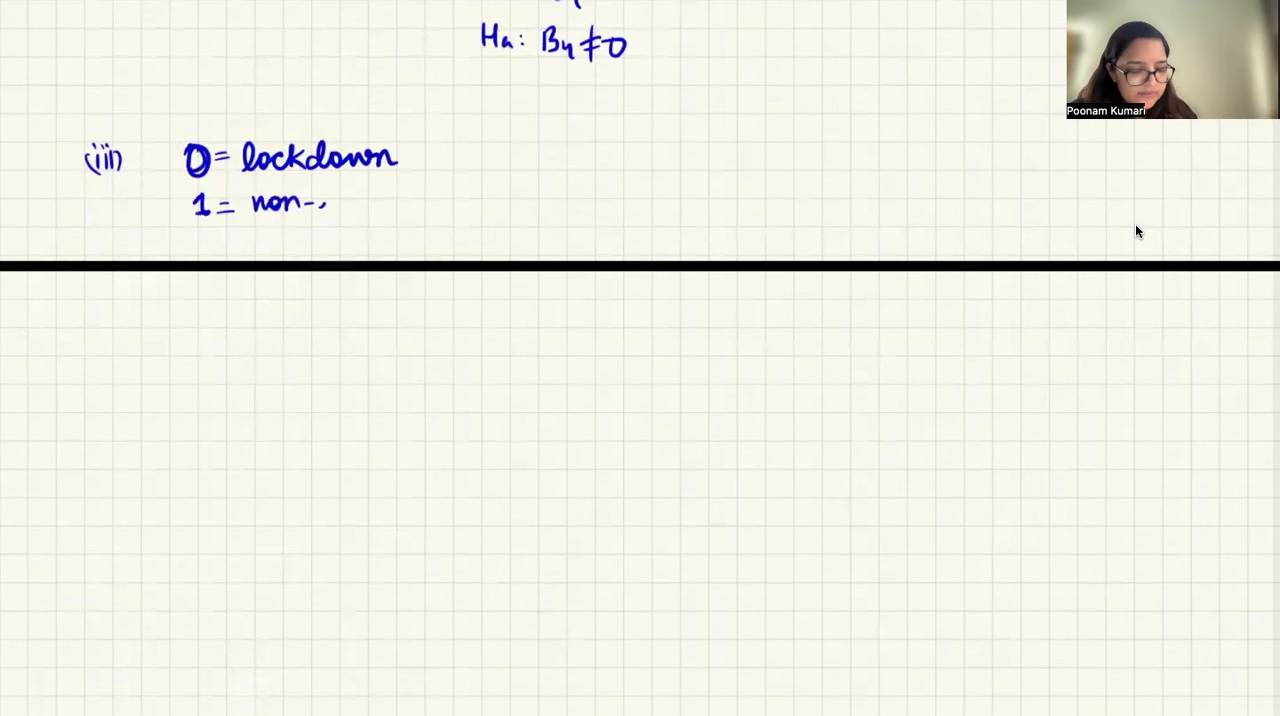 Ha: B4 ≠ 0
Poonam Kumari
(iii) 0 = lockdown
1 = non-